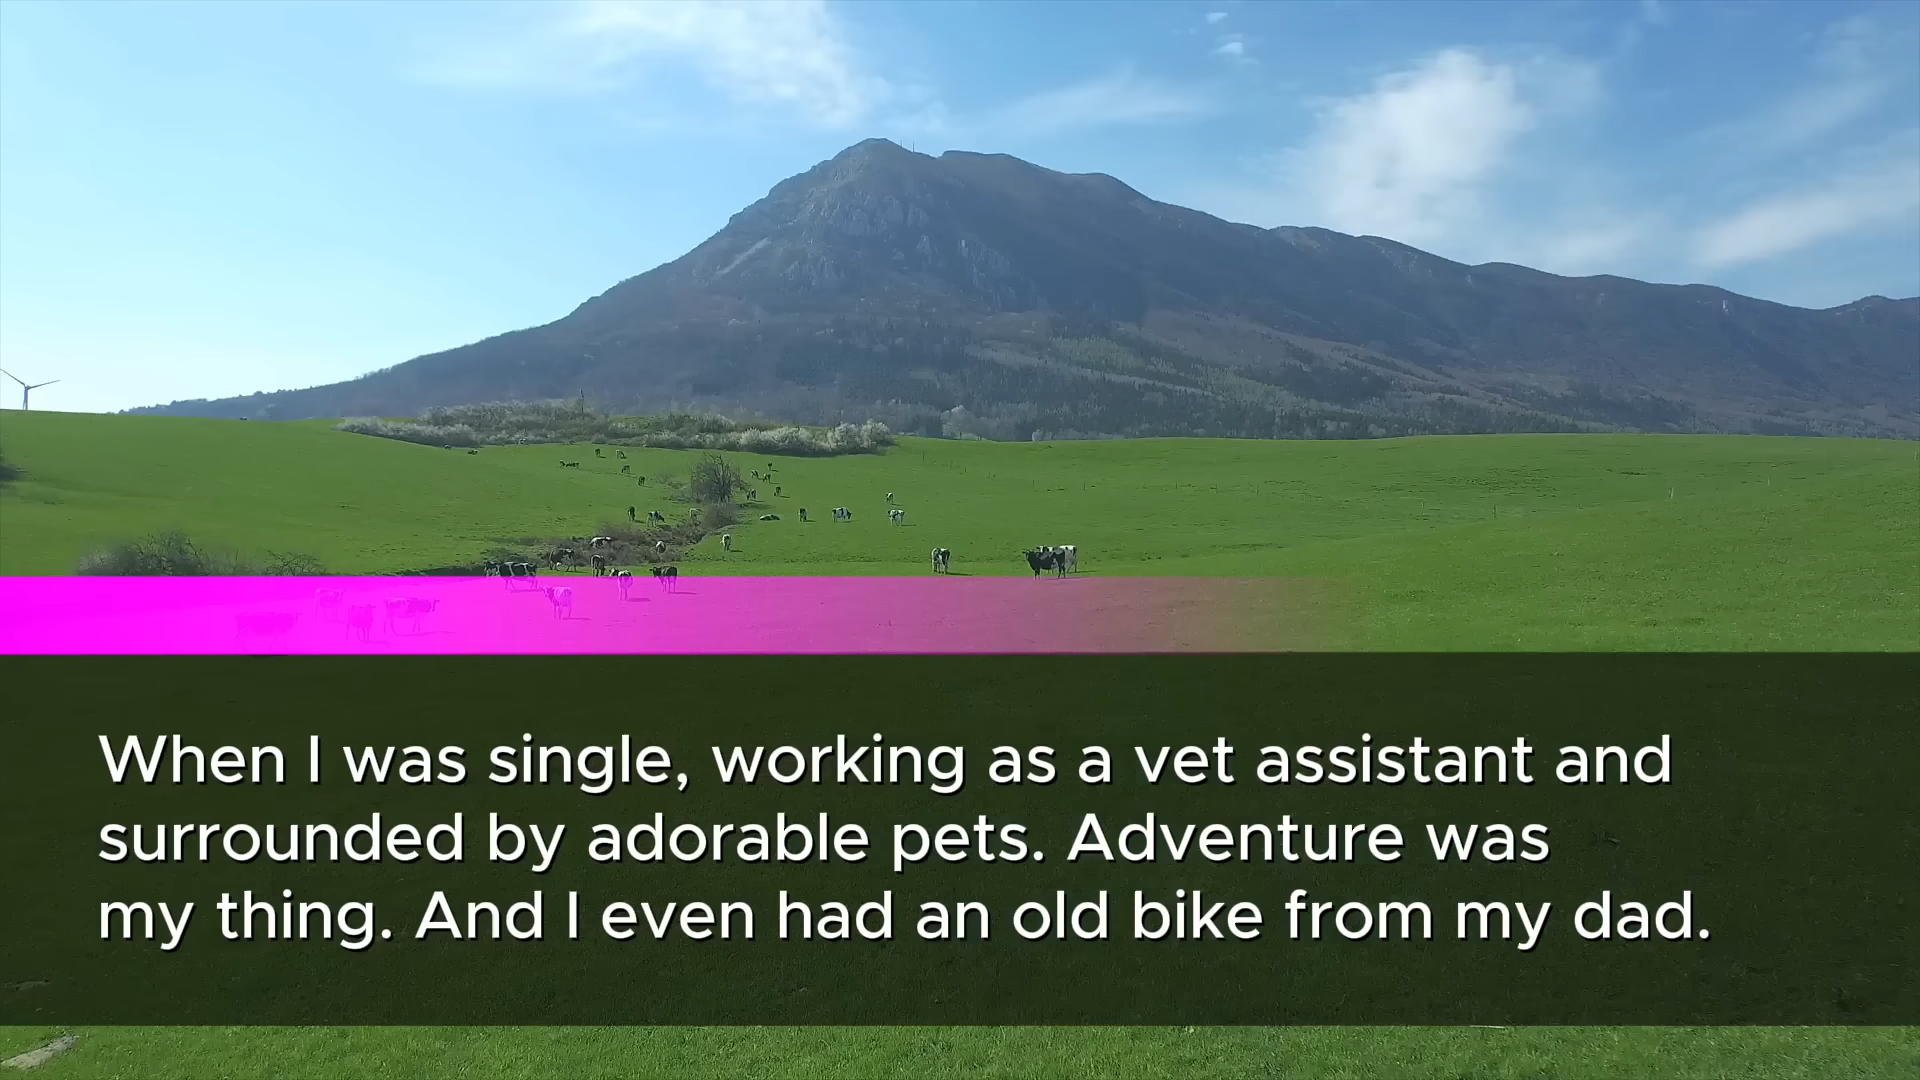 When I was single, working as a vet assistant and
surrounded by adorable pets. Adventure was
my thing. And I even had an old bike from my dad.